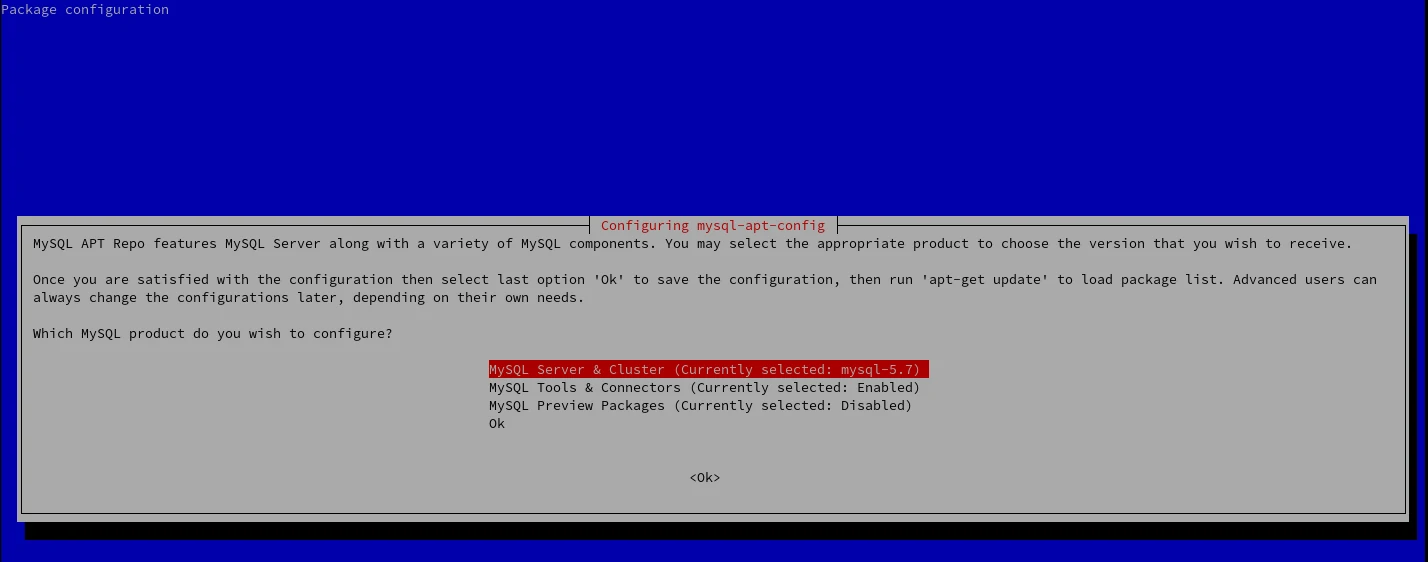 Package configuration
Configuring mysql-apt-config
MySQL APT Repo features MySQL Server along with a variety of MySQL components. You may select the appropriate product to choose the version that you wish to receive.
Once you are satisfied with the configuration then select last option 'Ok' to save the configuration, then run 'apt-get update' to load package list. Advanced users can
always change the configurations later, depending on their own needs.
Which MySQL product do you wish to configure?
MySQL Server & Cluster (Currently selected: mysql-5.7)
MySQL Tools & Connectors (Currently selected: Enabled)
MySQL Preview Packages (Currently selected: Disabled)
Ok
<Ok>